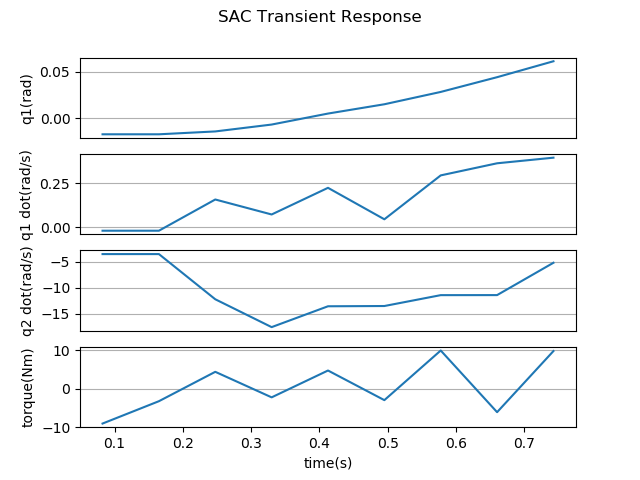 SAC Transient Response
q1(rad)
0.05
0.00
q1 dot(rad/s)
0.25
0.00
q2 dot(rad/s)
−5
−10
−15
torque(Nm)
10
0
−10
0.1 0.2 0.3 0.4 0.5 0.6 0.7
time(s)